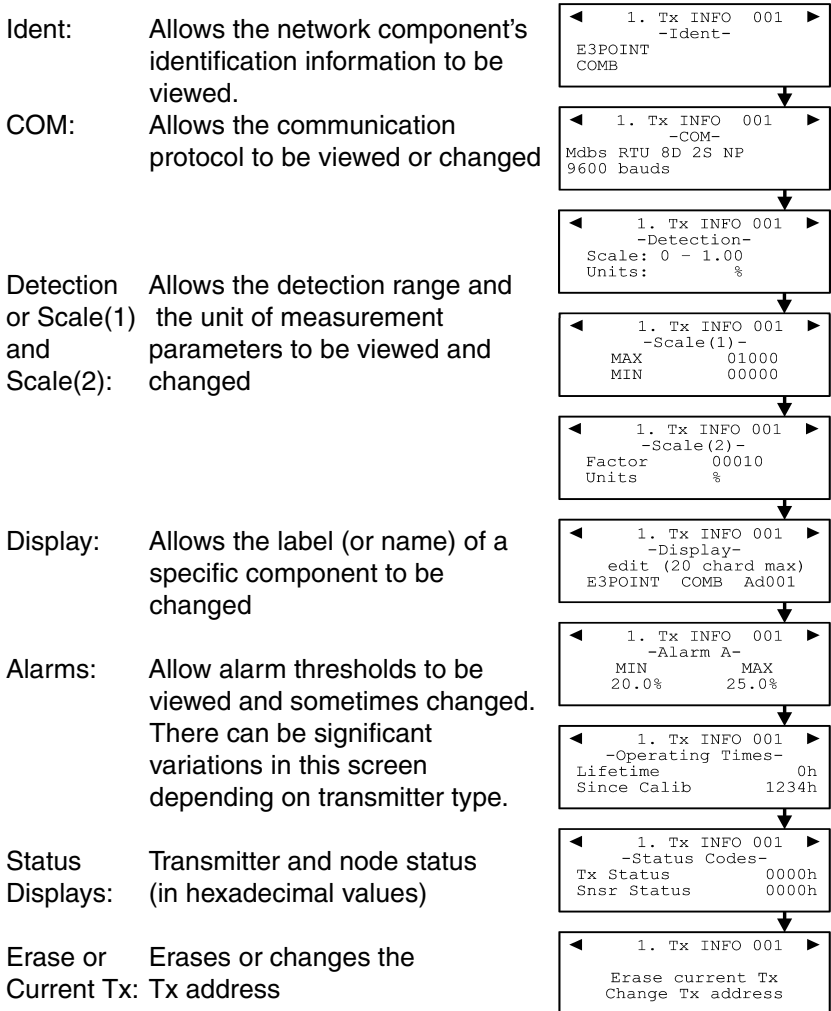 Ident: Allows the network component's
identification information to be
viewed.
COM: Allows the communication
protocol to be viewed or changed
Detection Allows the detection range and
or Scale(1) the unit of measurement
and parameters to be viewed and
Scale(2): changed
Display: Allows the label (or name) of a
specific component to be
changed
Alarms: Allow alarm thresholds to be
viewed and sometimes changed.
There can be significant
variations in this screen
depending on transmitter type.
Status Transmitter and node status
Displays: (in hexadecimal values)
Erase or Erases or changes the
Current Tx: Tx address
◄ 1. Tx INFO 001 ►
-Ident-
E3POINT
COMB
◄ 1. Tx INFO 001 ►
-COM-
Mdbs RTU 8D 2S NP
9600 bauds
◄ 1. Tx INFO 001 ►
-Detection-
Scale: 0 – 1.00
Units: %
◄ 1. Tx INFO 001 ►
-Scale(1)-
MAX 01000
MIN 00000
◄ 1. Tx INFO 001 ►
-Scale(2)-
Factor 00010
Units %
◄ 1. Tx INFO 001 ►
-Display-
edit (20 chard max)
E3POINT COMB Ad001
◄ 1. Tx INFO 001 ►
-Alarm A-
MIN MAX
20.0% 25.0%
◄ 1. Tx INFO 001 ►
-Operating Times-
Lifetime 0h
Since Calib 1234h
◄ 1. Tx INFO 001 ►
-Status Codes-
Tx Status 0000h
Snsr Status 0000h
◄ 1. Tx INFO 001 ►
Erase current Tx
Change Tx address